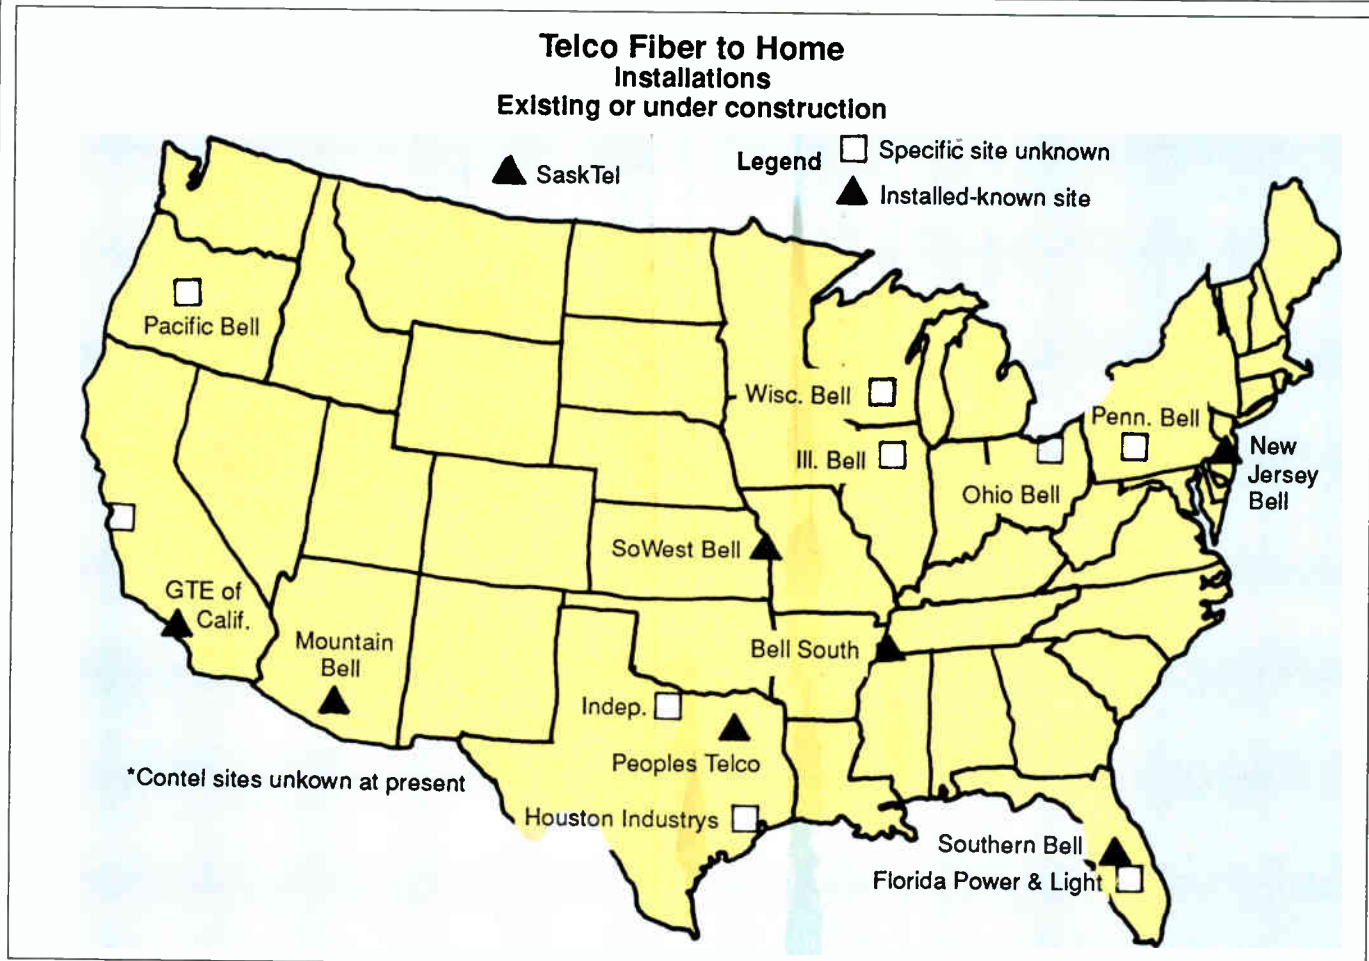 Telco Fiber to Home
Installations
Existing or under construction
Legend
Specific site unknown
Installed-known site
SaskTel
Pacific Bell
Wisc. Bell
Penn. Bell
Ill. Bell
New
Jersey
Bell
Ohio Bell
SoWest Bell
GTE of
Calif.
Mountain
Bell
Bell South
Indep.
Peoples Telco
*Contel sites unkown at present
Houston Industrys
Southern Bell
Florida Power & Light